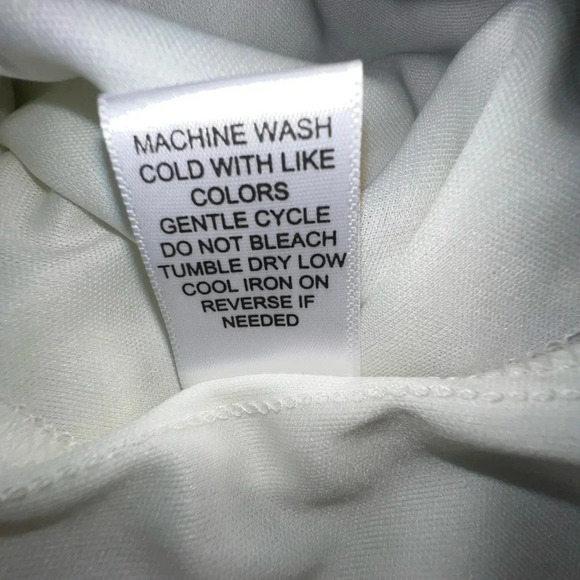 MACHINE WASH
COLD WITH LIKE
COLORS
GENTLE CYCLE
DO NOT BLEACH
TUMBLE DRY LOW
COOL IRON ON
REVERSE IF
NEEDED